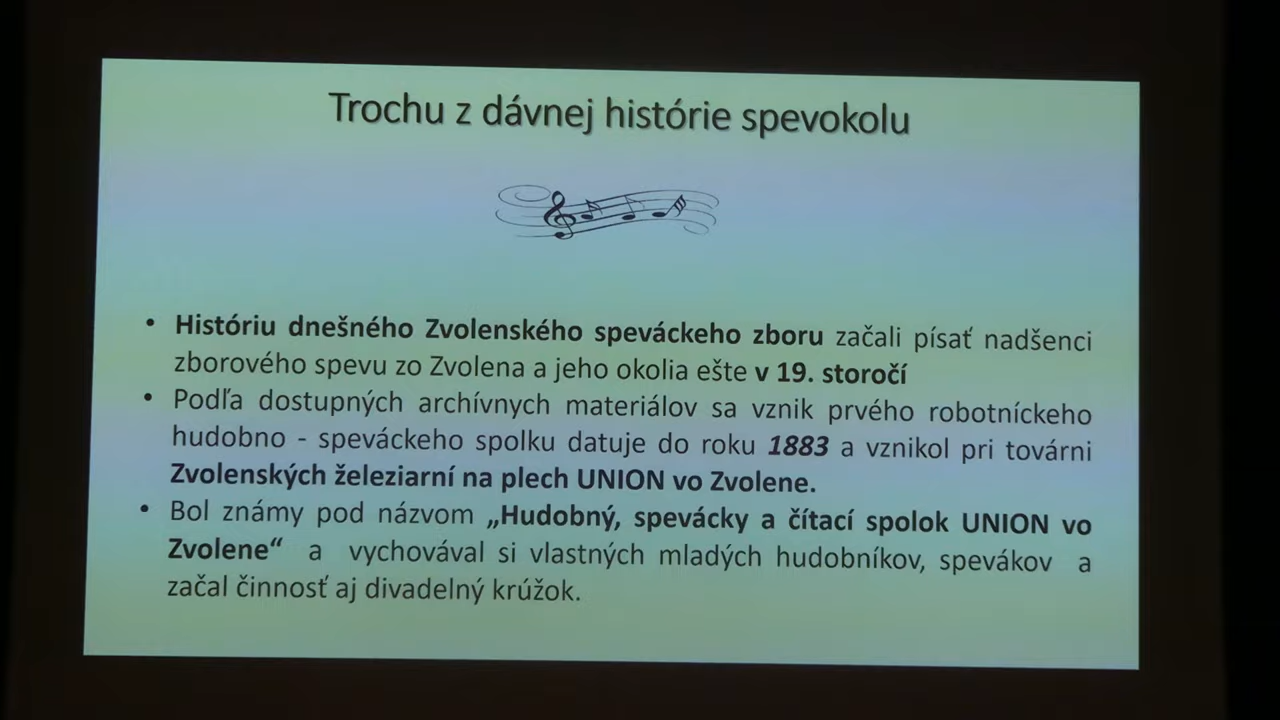 Trochu z dávnej histórie spevokolu
• Históriu dnešného Zvolenského speváckeho zboru začali písať nadšenci
zborového spevu zo Zvolena a jeho okolia ešte v 19. storočí
• Podľa dostupných archívnych materiálov sa vznik prvého robotníckeho
hudobno - speváckeho spolku datuje do roku 1883 a vznikol pri továrni
Zvolenských železiarní na plech UNION vo Zvolene.
• Bol známy pod názvom „Hudobný, spevácky a čítací spolok UNION vo
Zvolene“ a vychovával si vlastných mladých hudobníkov, spevákov a
začal činnosť aj divadelný krúžok.